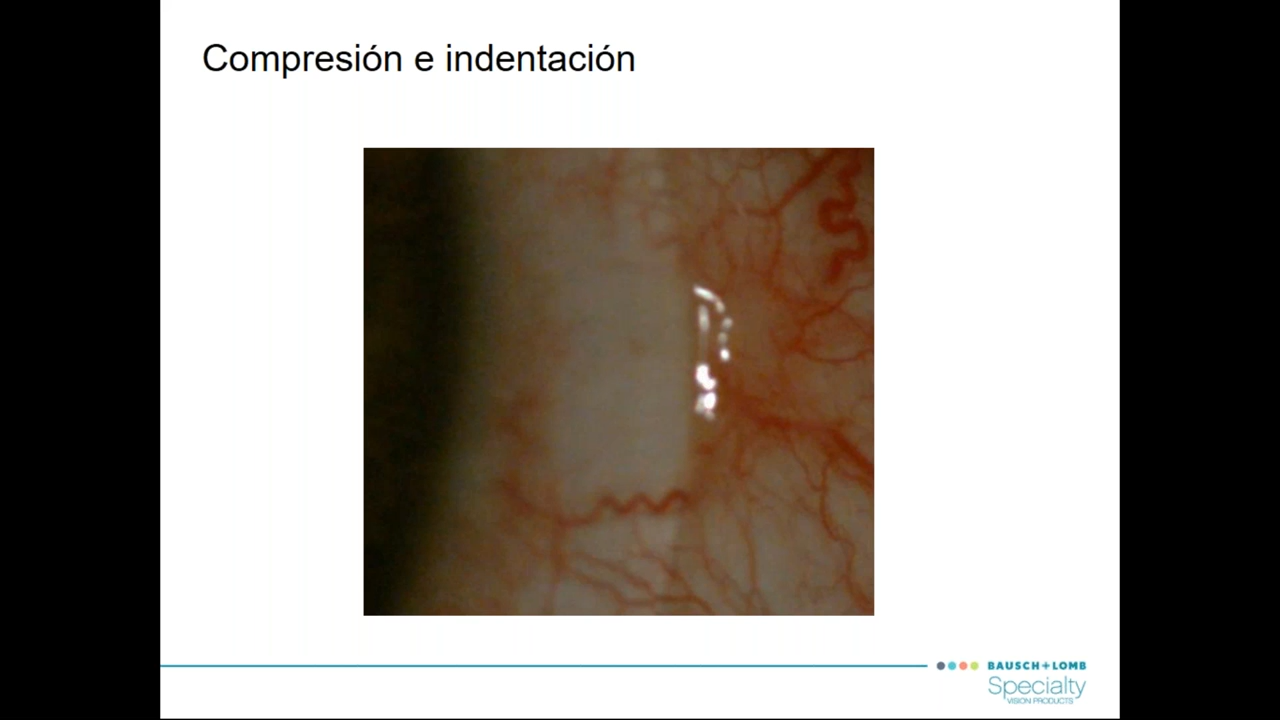 Compresión e indentación
BAUSCH + LOMB
Specialty
VISION PRODUCTS